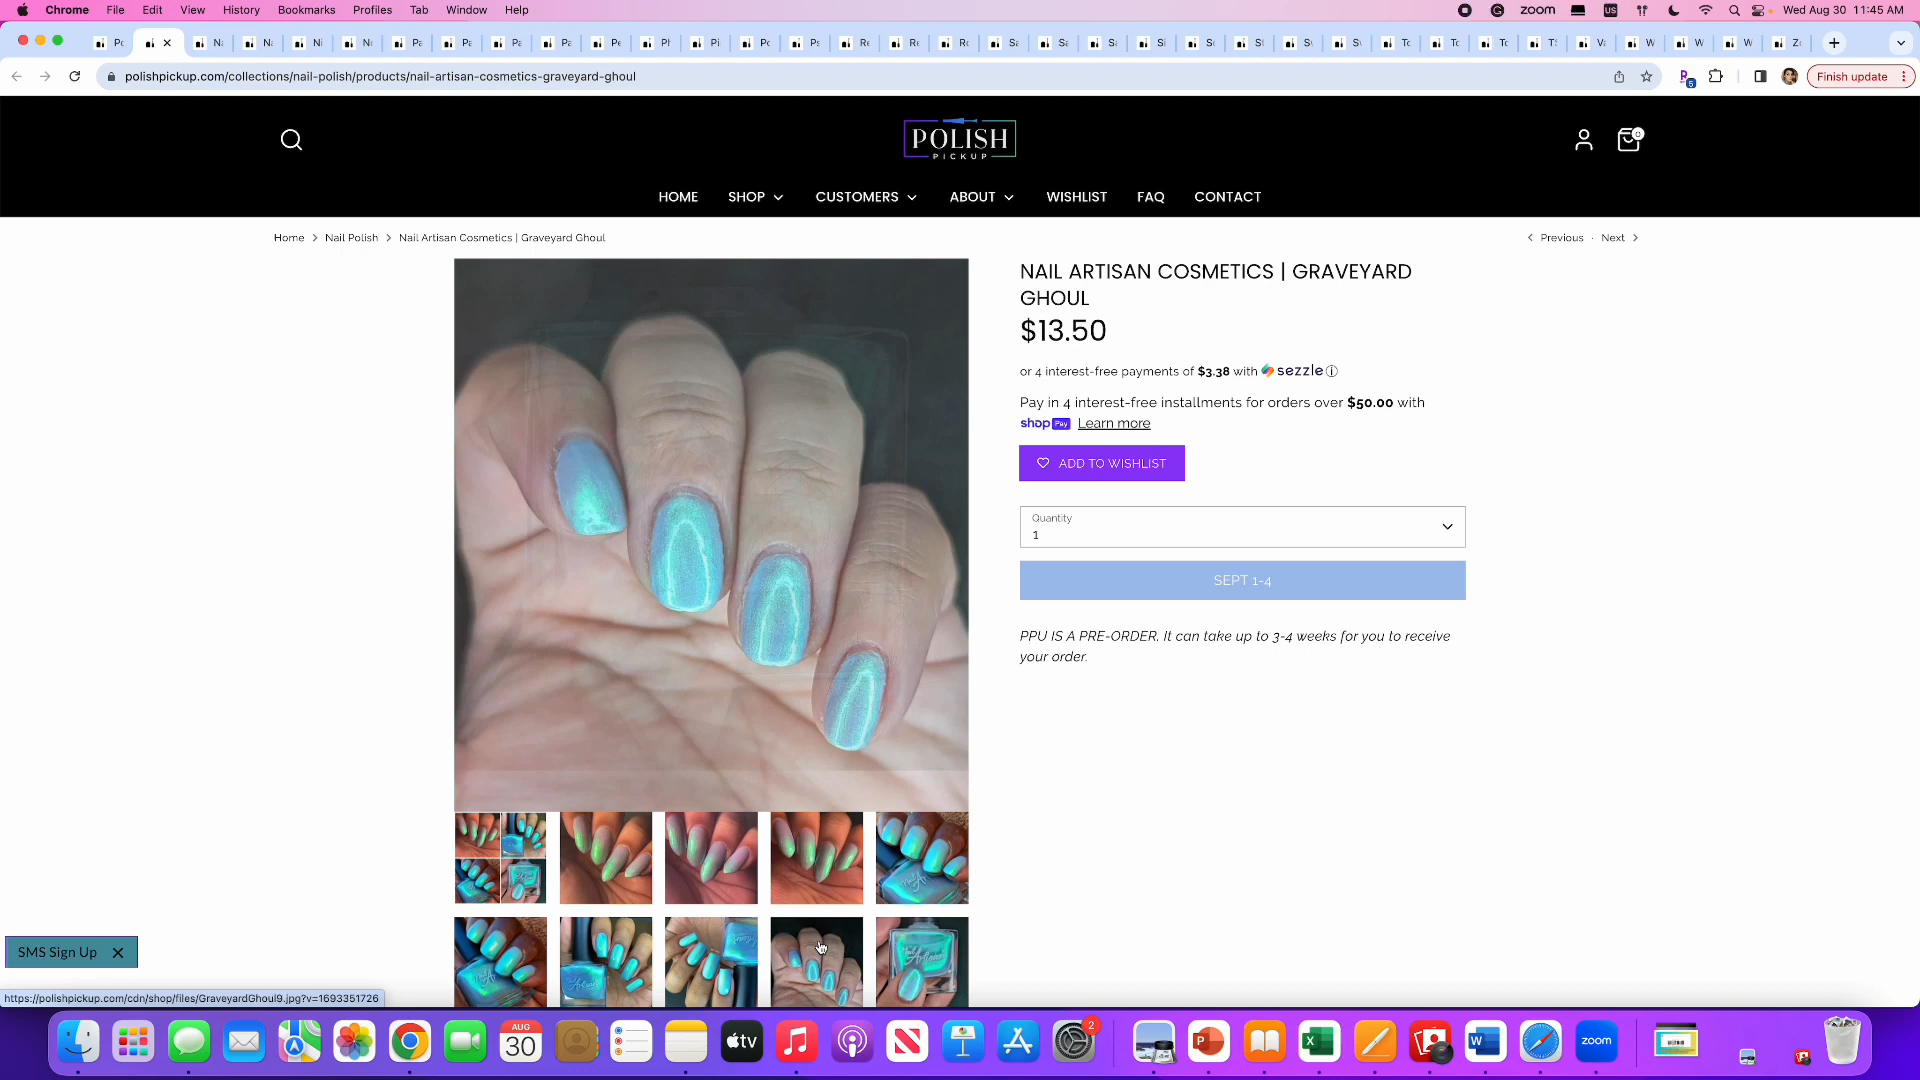 Chrome File Edit View History Bookmarks Profiles Tab Window Help
zoom US Wed Aug 30 11:45 AM
polishpickup.com/collections/nail-polish/products/nail-artisan-cosmetics-graveyard-ghoul
Finish update
POLISH
PICKUP
0
HOME SHOP CUSTOMERS ABOUT WISHLIST FAQ CONTACT
Home > Nail Polish > Nail Artisan Cosmetics | Graveyard Ghoul
< Previous · Next >
NAIL ARTISAN COSMETICS | GRAVEYARD
GHOUL
$13.50
or 4 interest-free payments of $3.38 with sezzle
Pay in 4 interest-free installments for orders over $50.00 with
shop Pay Learn more
ADD TO WISHLIST
Quantity
1
SEPT 1-4
PPU IS A PRE-ORDER. It can take up to 3-4 weeks for you to receive
your order.
SMS Sign Up
https://polishpickup.com/cdn/shop/files/GraveyardGhoul9.jpg?v=1693351726
AUG
30
tv
2
zoom